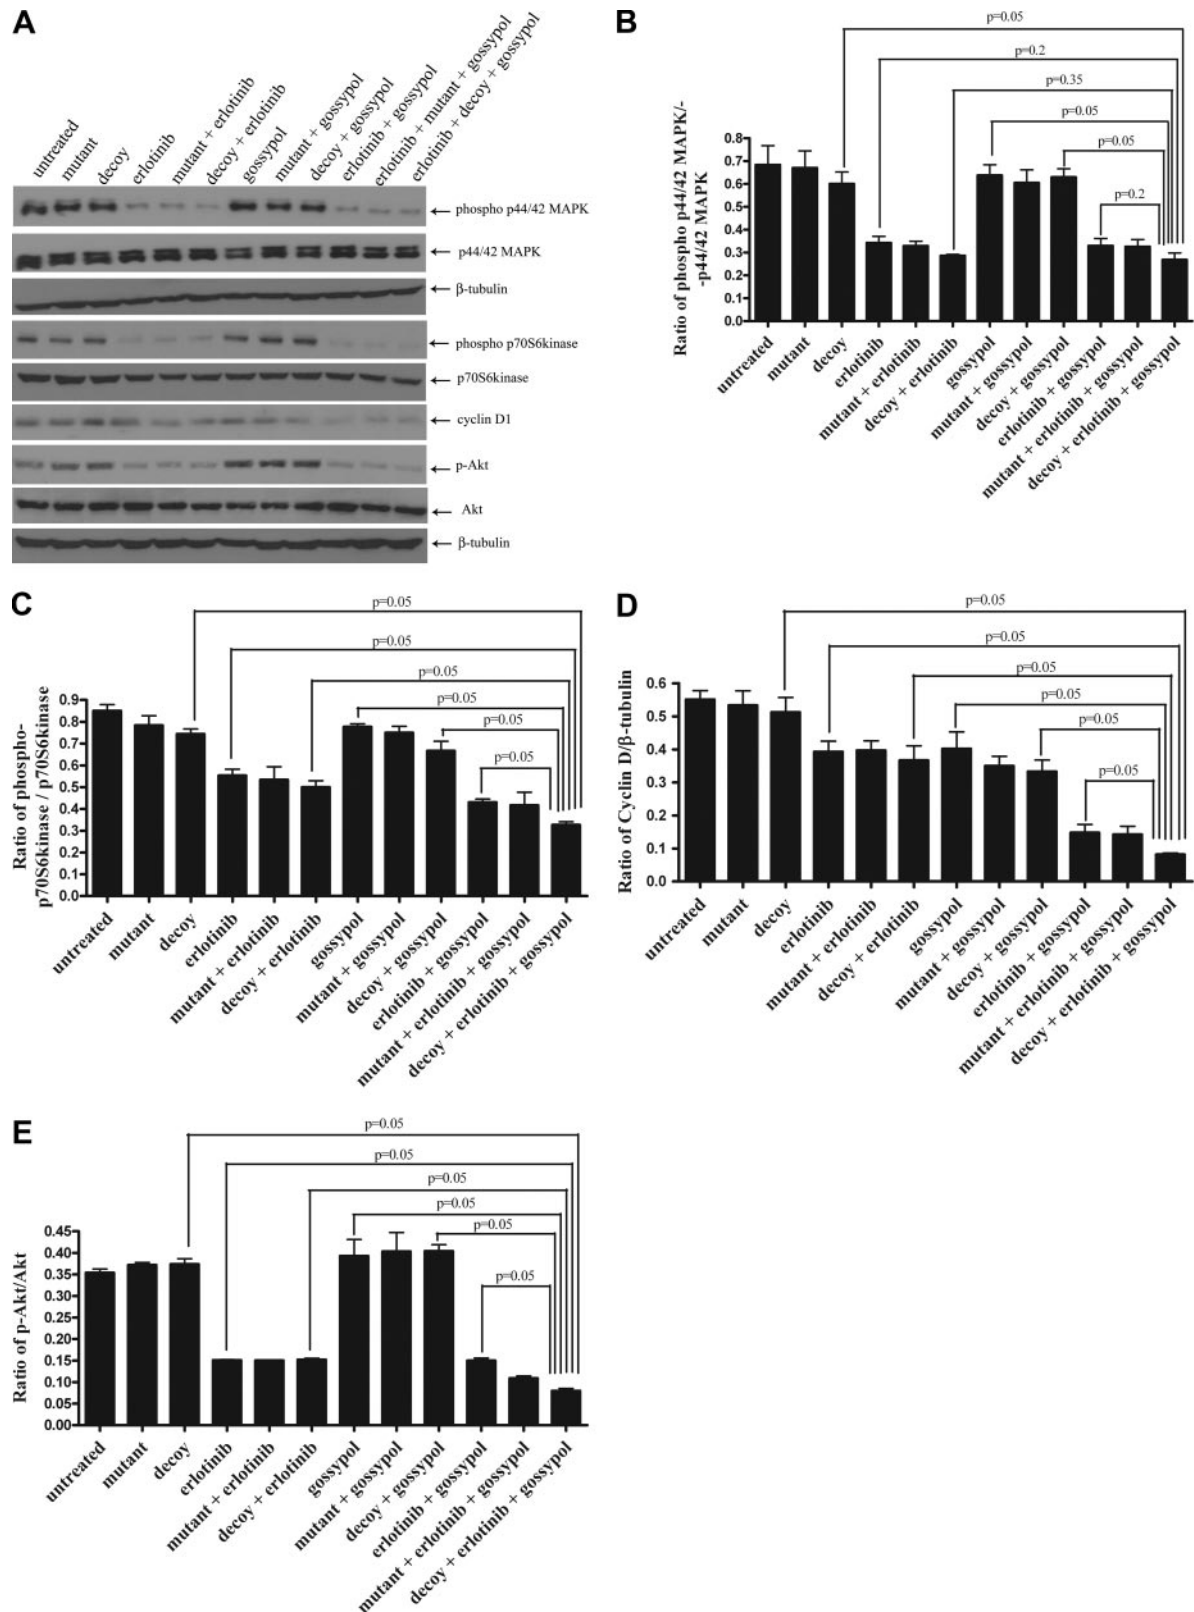 A
untreated
mutant
decoy
erlotinib
mutant + erlotinib
decoy + erlotinib
gossypol
mutant + gossypol
decoy + gossypol
erlotinib + gossypol
erlotinib + mutant + gossypol
erlotinib + decoy + gossypol
phospho p44/42 MAPK
p44/42 MAPK
β-tubulin
phospho p70S6kinase
p70S6kinase
cyclin D1
p-Akt
Akt
β-tubulin
B
p=0.05
p=0.2
p=0.35
p=0.05
p=0.05
p=0.2
Ratio of phospho p44/42 MAPK/-
-p44/42 MAPK
0.8
0.7
0.6
0.5
0.4
0.3
0.2
0.1
0.0
untreated
mutant
decoy
erlotinib
mutant + erlotinib
decoy + erlotinib
gossypol
mutant + gossypol
decoy + gossypol
erlotinib + gossypol
mutant + erlotinib + gossypol
decoy + erlotinib + gossypol
C
p=0.05
p=0.05
p=0.05
p=0.05
p=0.05
p=0.05
Ratio of phospho-
p70S6kinase / p70S6kinase
0.9
0.8
0.7
0.6
0.5
0.4
0.3
0.2
0.1
0.0
untreated
mutant
decoy
erlotinib
mutant + erlotinib
decoy + erlotinib
gossypol
mutant + gossypol
decoy + gossypol
erlotinib + gossypol
mutant + erlotinib + gossypol
decoy + erlotinib + gossypol
D
p=0.05
p=0.05
p=0.05
p=0.05
p=0.05
p=0.05
Ratio of Cyclin D/β-tubulin
0.6
0.5
0.4
0.3
0.2
0.1
0.0
untreated
mutant
decoy
erlotinib
mutant + erlotinib
decoy + erlotinib
gossypol
mutant + gossypol
decoy + gossypol
erlotinib + gossypol
mutant + erlotinib + gossypol
decoy + erlotinib + gossypol
E
p=0.05
p=0.05
p=0.05
p=0.05
p=0.05
p=0.05
Ratio of p-Akt/Akt
0.45
0.40
0.35
0.30
0.25
0.20
0.15
0.10
0.05
0.00
untreated
mutant
decoy
erlotinib
mutant + erlotinib
decoy + erlotinib
gossypol
mutant + gossypol
decoy + gossypol
erlotinib + gossypol
mutant + erlotinib + gossypol
decoy + erlotinib + gossypol